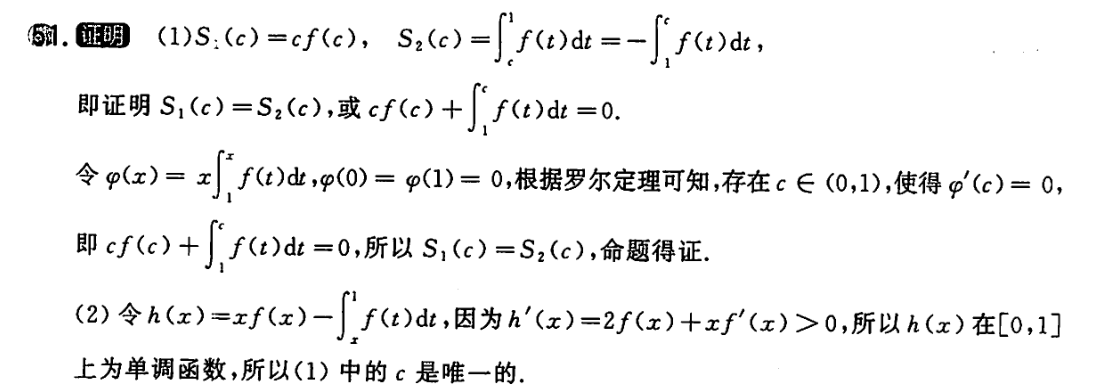 51. 证明 (1)S₁(c)=cf(c), S₂(c)=∫_c^1 f(t)dt=-∫_1^c f(t)dt,
即证明 S₁(c)=S₂(c),或 cf(c)+∫_1^c f(t)dt=0.
令 φ(x)= x∫_1^x f(t)dt,φ(0)= φ(1)= 0,根据罗尔定理可知,存在 c ∈ (0,1),使得 φ′(c)= 0,
即 cf(c)+∫_1^c f(t)dt=0,所以 S₁(c)=S₂(c),命题得证.
(2) 令 h(x)=xf(x)-∫_x^1 f(t)dt,因为 h′(x)=2f(x)+xf′(x)>0,所以 h(x) 在[0,1]
上为单调函数,所以(1) 中的 c 是唯一的.